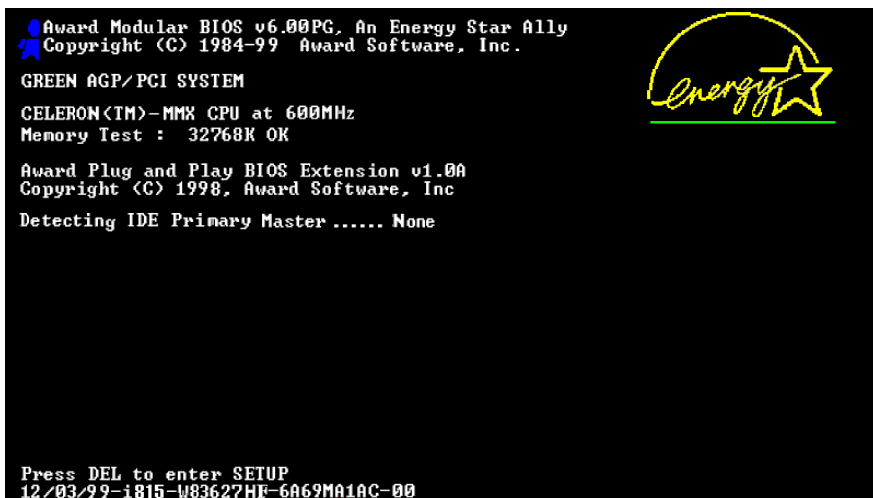 Award Modular BIOS v6.00PG, An Energy Star Ally
Copyright (C) 1984-99 Award Software, Inc.
energy
GREEN AGP/PCI SYSTEM
CELERON(TM)-MMX CPU at 600MHz
Memory Test : 32768K OK
Award Plug and Play BIOS Extension v1.0A
Copyright (C) 1998, Award Software, Inc
Detecting IDE Primary Master ...... None
Press DEL to enter SETUP
12/03/99-i815-W83627HF-6A69MA1AC-00